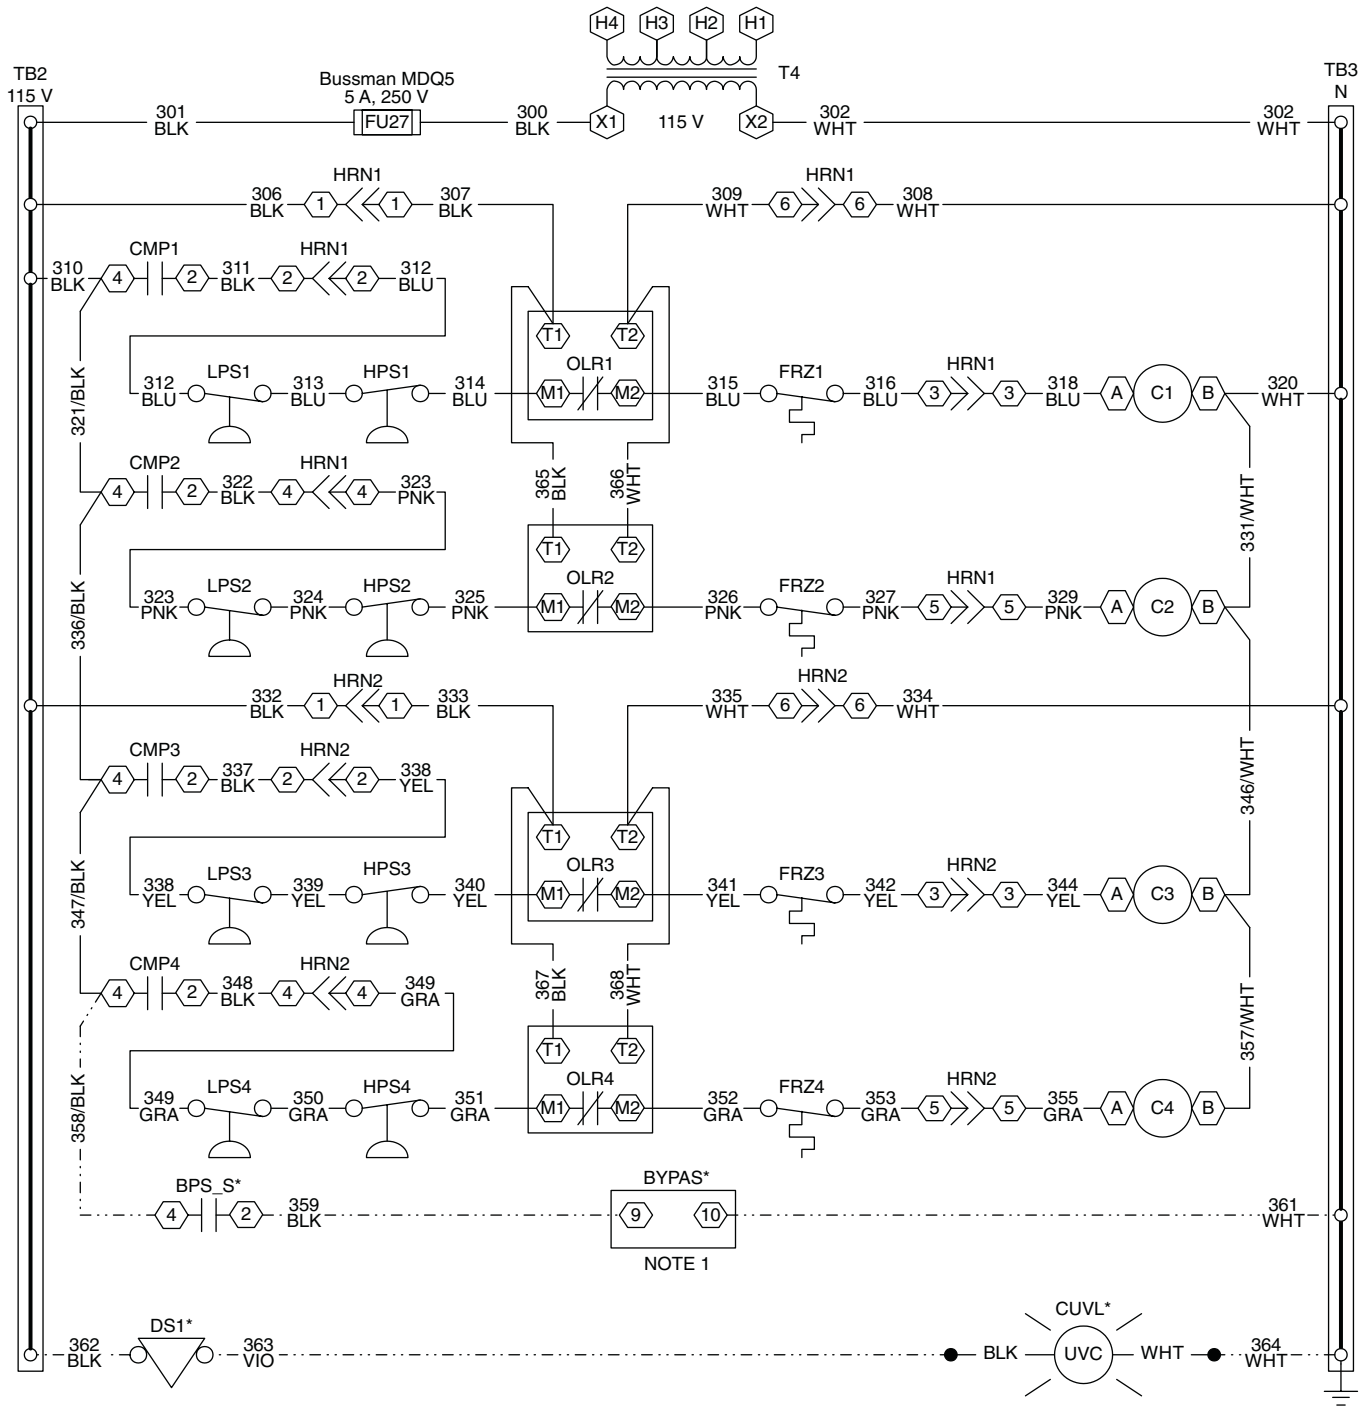 H4 H3 H2 H1
T4
TB2
115 V
Bussman MDQ5
5 A, 250 V
TB3
N
301
BLK
FU27
300
BLK
X1
115 V
X2
302
WHT
302
WHT
306
BLK
1
HRN1
1
307
BLK
309
WHT
6
HRN1
6
308
WHT
310
BLK
CMP1
4
2
311
BLK
HRN1
2
2
312
BLU
321/BLK
T1
T2
312
BLU
LPS1
313
BLU
HPS1
314
BLU
OLR1
M1
M2
315
BLU
FRZ1
316
BLU
HRN1
3
3
318
BLU
A
C1
B
320
WHT
CMP2
4
2
322
BLK
HRN1
4
4
323
PNK
365
BLK
366
WHT
331/WHT
336/BLK
T1
T2
323
PNK
LPS2
324
PNK
HPS2
325
PNK
OLR2
M1
M2
326
PNK
FRZ2
327
PNK
HRN1
5
5
329
PNK
A
C2
B
332
BLK
1
HRN2
1
333
BLK
335
WHT
6
HRN2
6
334
WHT
346/WHT
CMP3
4
2
337
BLK
HRN2
2
2
338
YEL
347/BLK
T1
T2
338
YEL
LPS3
339
YEL
HPS3
340
YEL
OLR3
M1
M2
341
YEL
FRZ3
342
YEL
HRN2
3
3
344
YEL
A
C3
B
CMP4
4
2
348
BLK
HRN2
4
4
349
GRA
367
BLK
368
WHT
357/WHT
358/BLK
T1
T2
349
GRA
LPS4
350
GRA
HPS4
351
GRA
OLR4
M1
M2
352
GRA
FRZ4
353
GRA
HRN2
5
5
355
GRA
A
C4
B
BPS_S*
4
2
359
BLK
BYPAS*
9
10
NOTE 1
361
WHT
362
BLK
DS1*
363
VIO
CUVL*
BLK
UVC
WHT
364
WHT